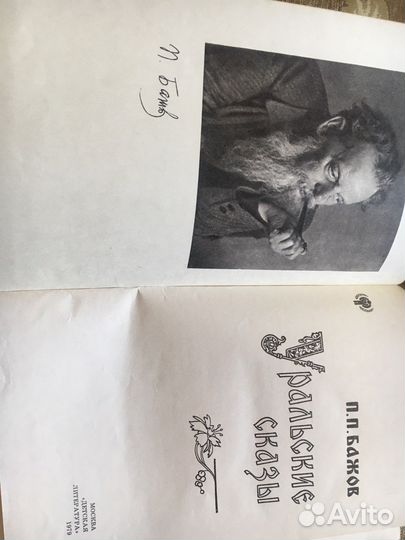 П. Бажов
П.П. БАЖОВ
Уральские
сказы
МОСКВА
«ДЕТСКАЯ
ЛИТЕРАТУРА»
1979
Avito